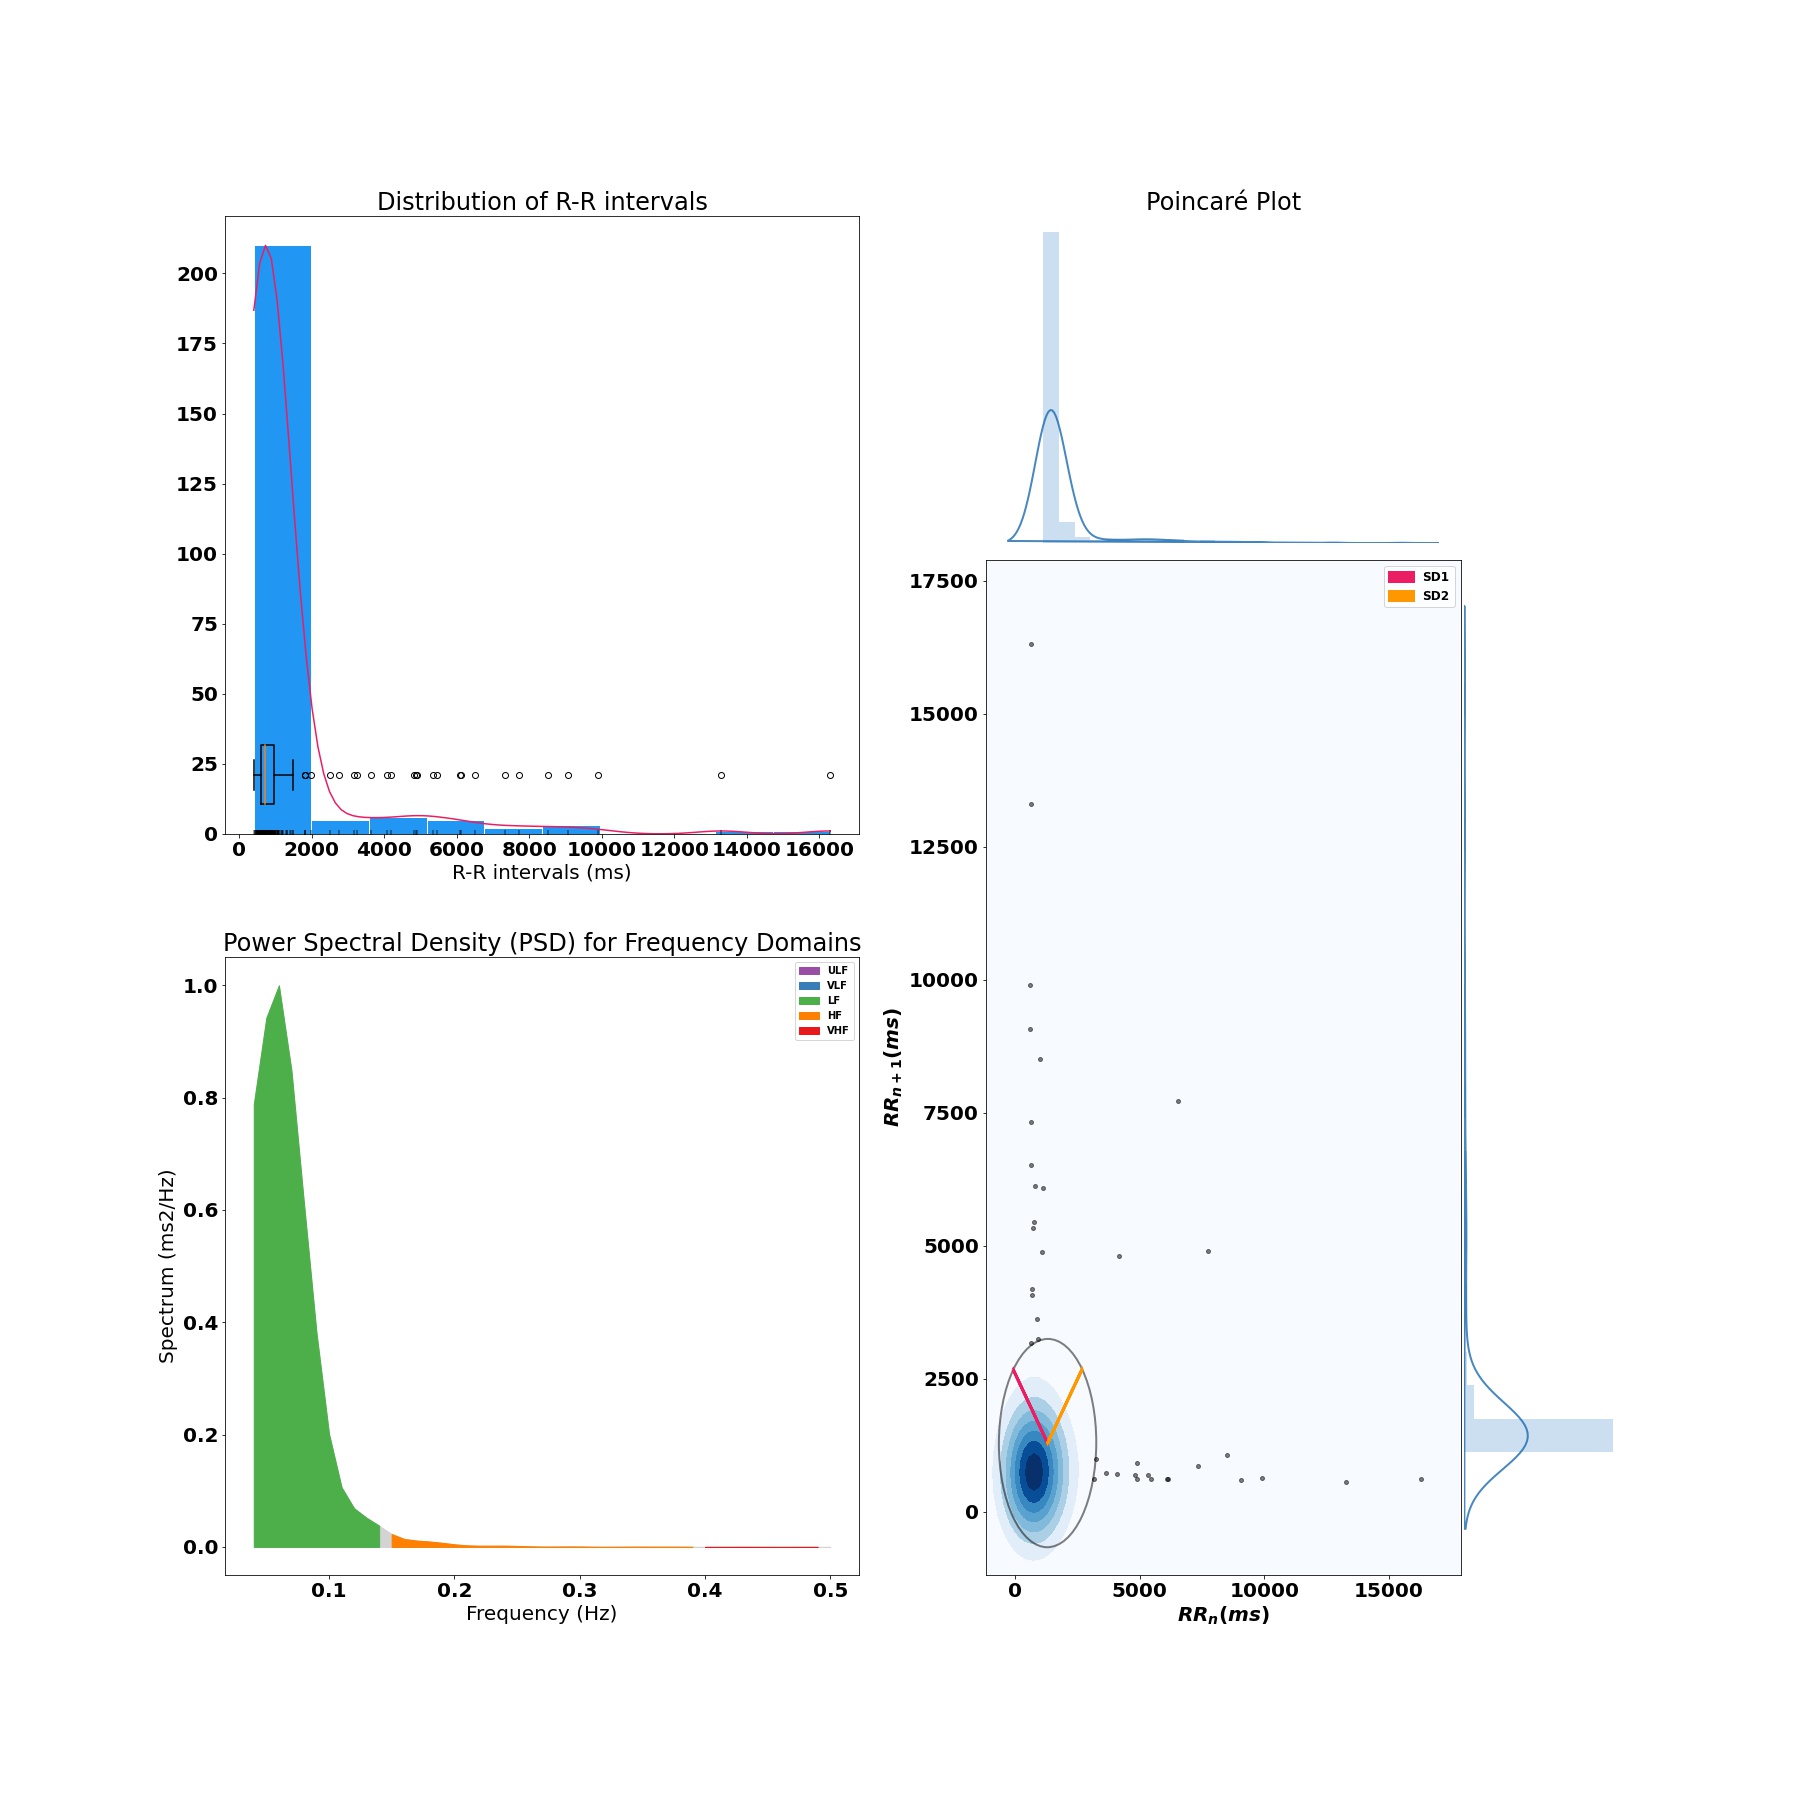 Distribution of R-R intervals
200
175
150
125
100
75
50
25
0
0 2000 4000 6000 8000 10000 12000 14000 16000
R-R intervals (ms)
Poincaré Plot
SD1
SD2
17500
15000
12500
10000
7500
5000
2500
0
RRn+1(ms)
0 5000 10000 15000
RRn(ms)
Power Spectral Density (PSD) for Frequency Domains
ULF
VLF
LF
HF
VHF
1.0
0.8
0.6
0.4
0.2
0.0
Spectrum (ms2/Hz)
0.1 0.2 0.3 0.4 0.5
Frequency (Hz)